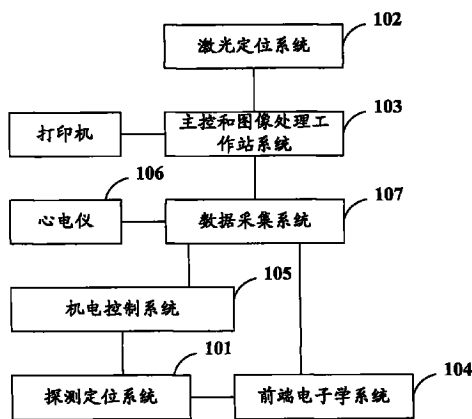 102
激光定位系统
103
打印机
主控和图像处理工
作站系统
106
107
心电仪
数据采集系统
105
机电控制系统
101
104
探测定位系统
前端电子学系统